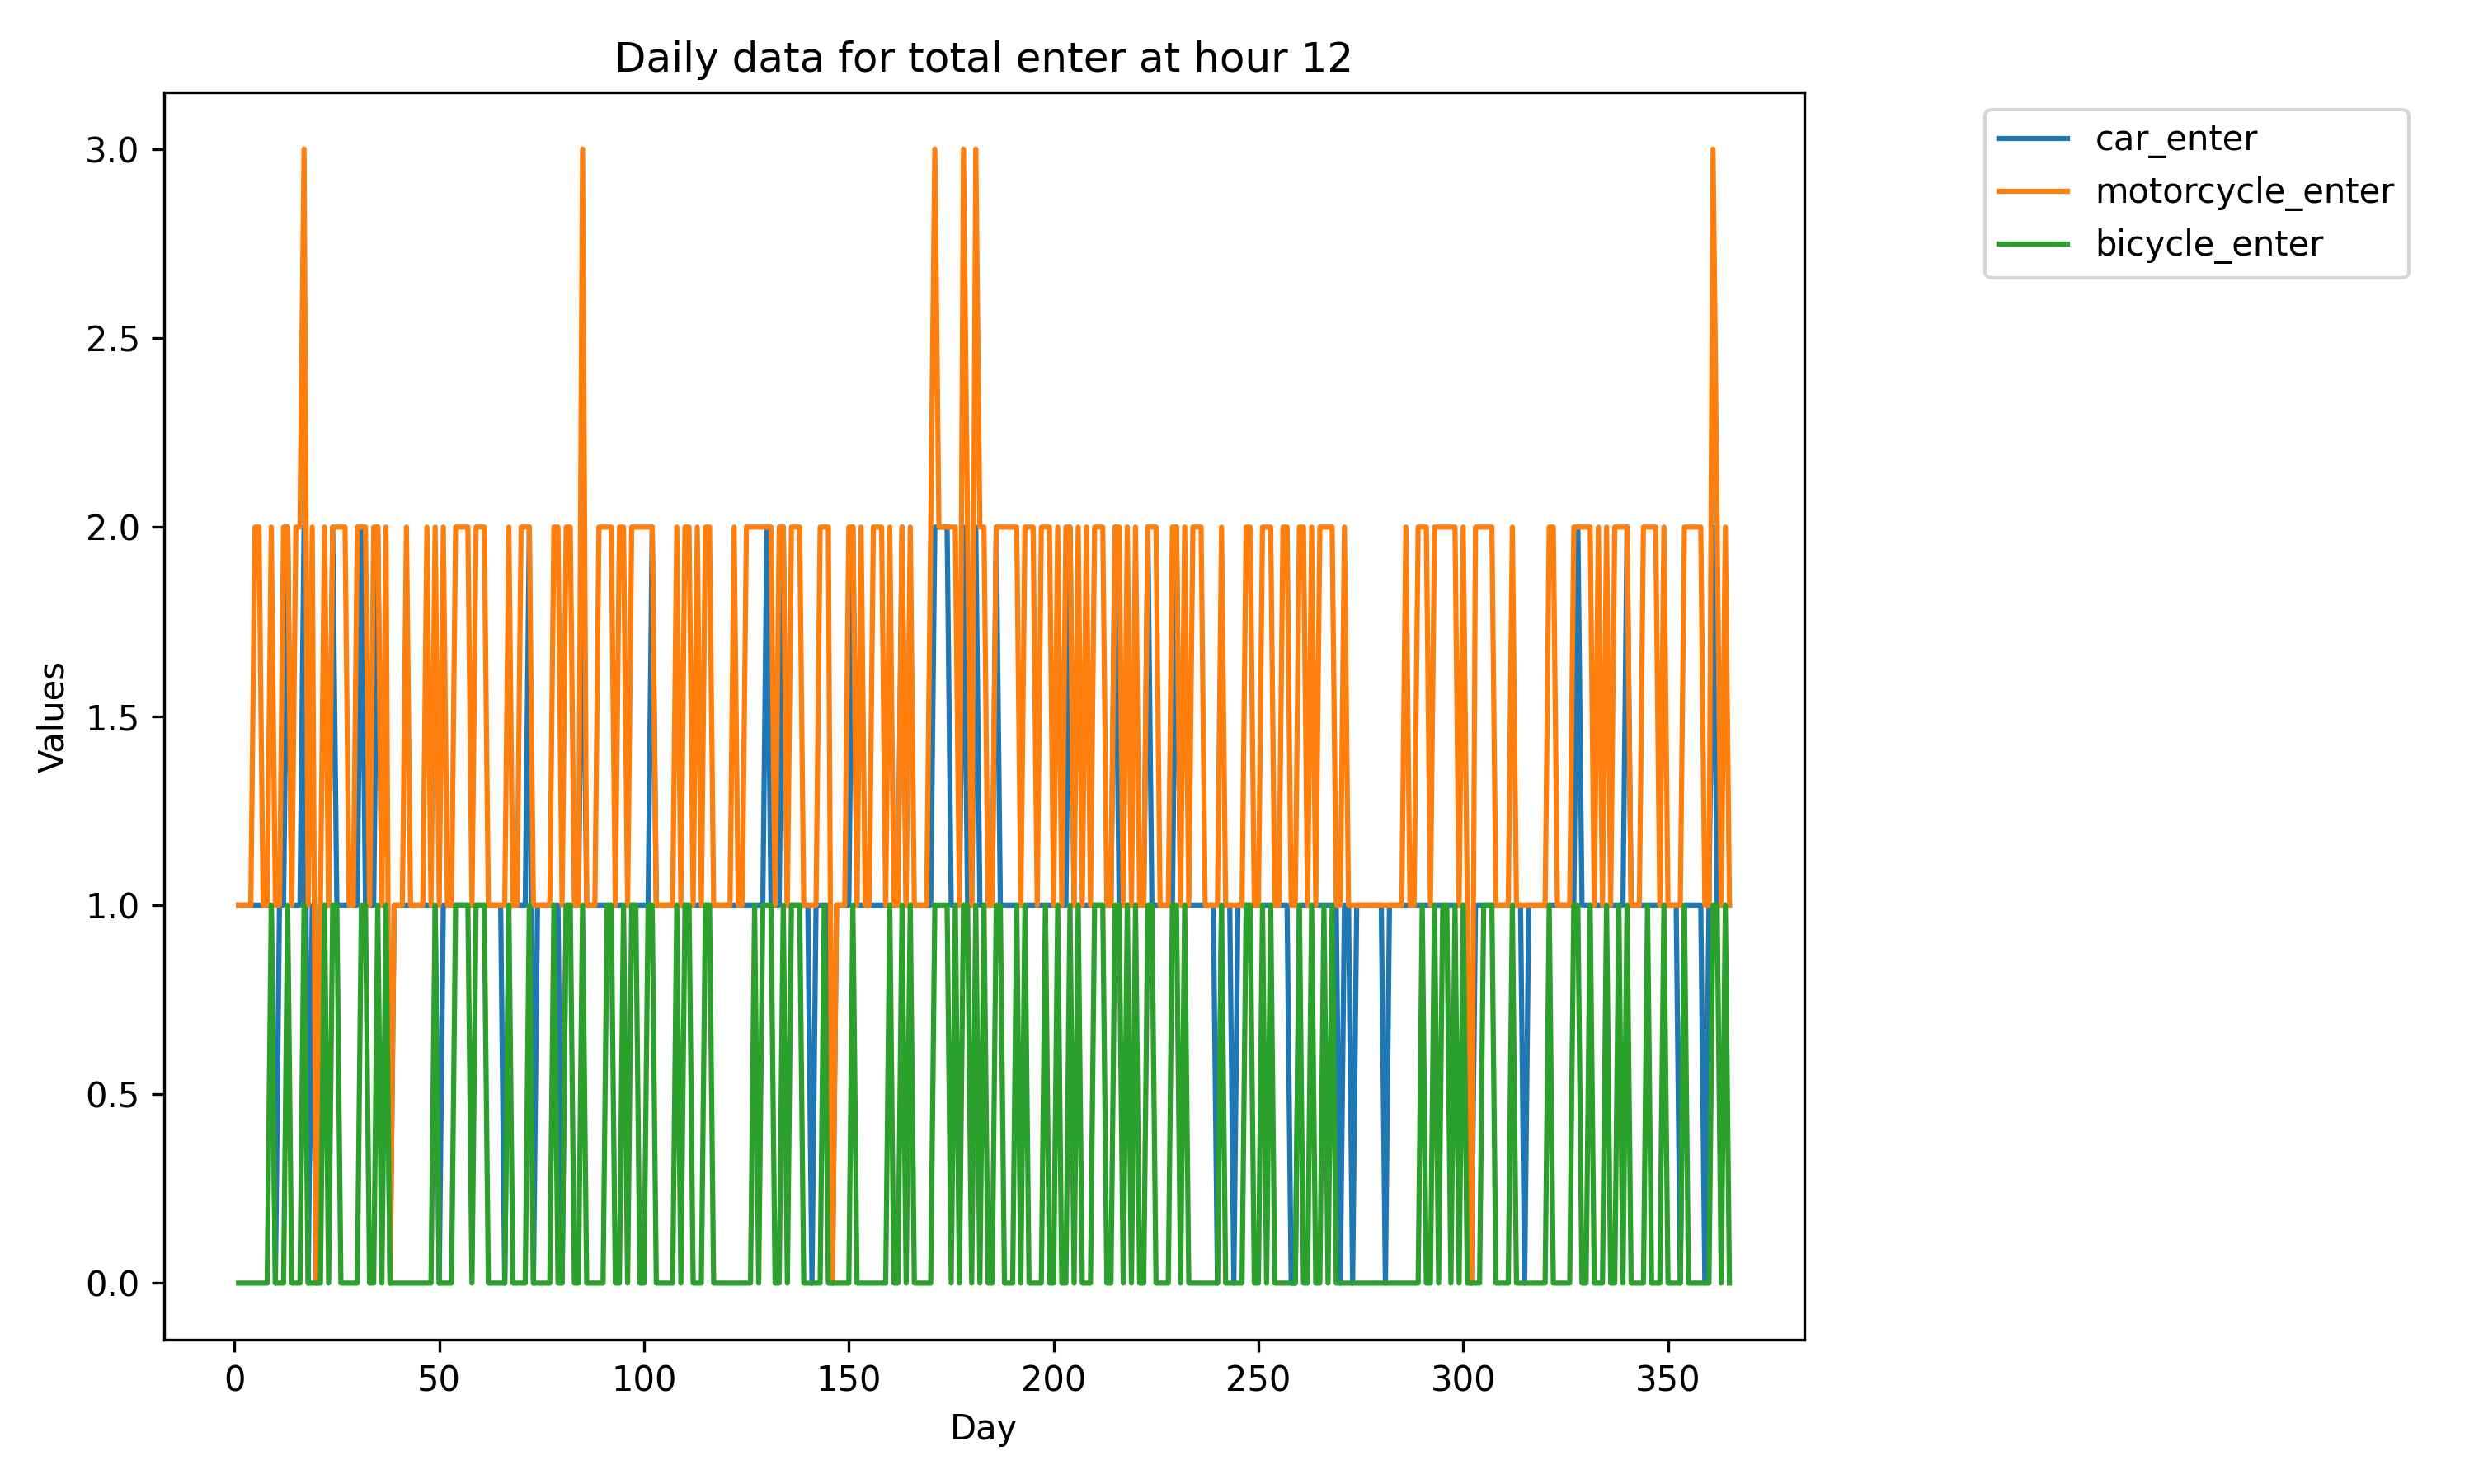 Daily data for total enter at hour 12
3.0
2.5
2.0
1.5
1.0
0.5
0.0
Values
0 50 100 150 200 250 300 350
Day
car_enter
motorcycle_enter
bicycle_enter